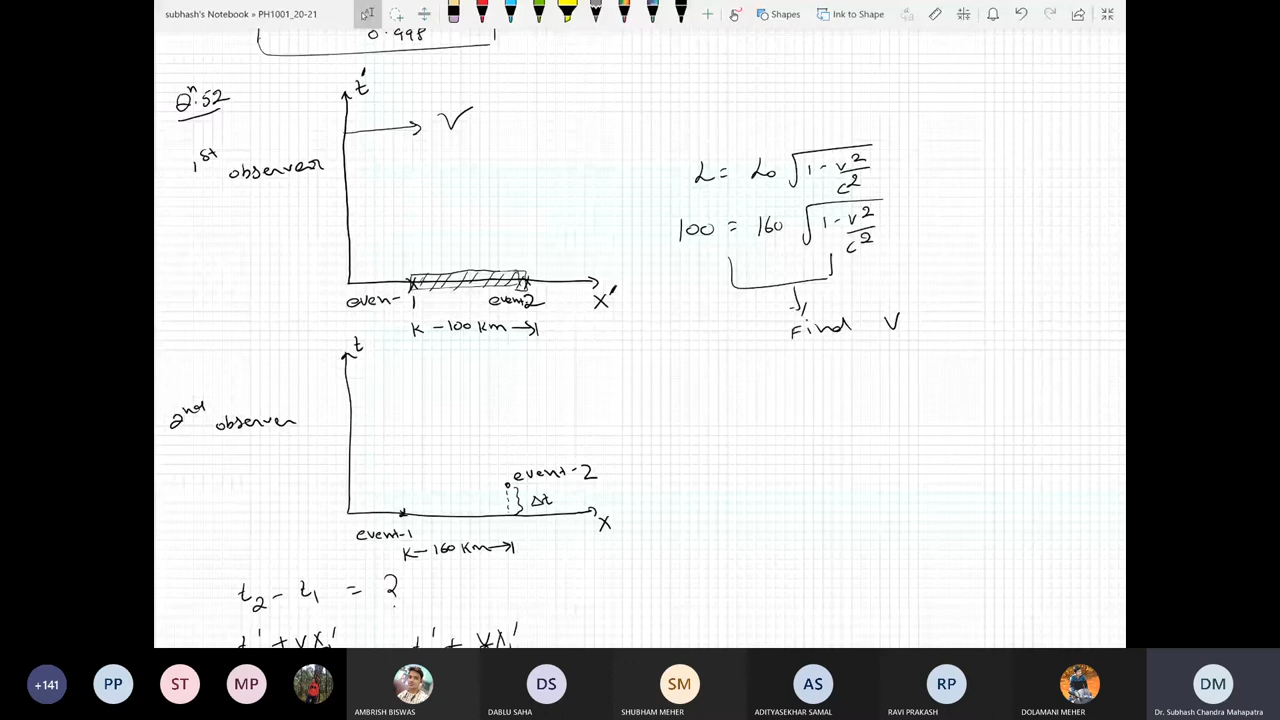 subhash's Notebook » PH1001_20-21
Shapes
Ink to Shape
0.998
Qn.52
t'
V
1st observer
L = L0 √1 - v2/c2
100 = 160 √1 - v2/c2
even-1
event2
X'
K - 100 Km →|
Find V
t
2nd observer
event-2
Δt
X
event-1
K - 160 Km →|
t2 - t1 = ?
+141
PP
ST
MP
DS
SM
AS
RP
DM
AMBRISH BISWAS
DABLU SAHA
SHUBHAM MEHER
ADITYASEKHAR SAMAL
RAVI PRAKASH
DOLAMANI MEHER
Dr. Subhash Chandra Mahapatra